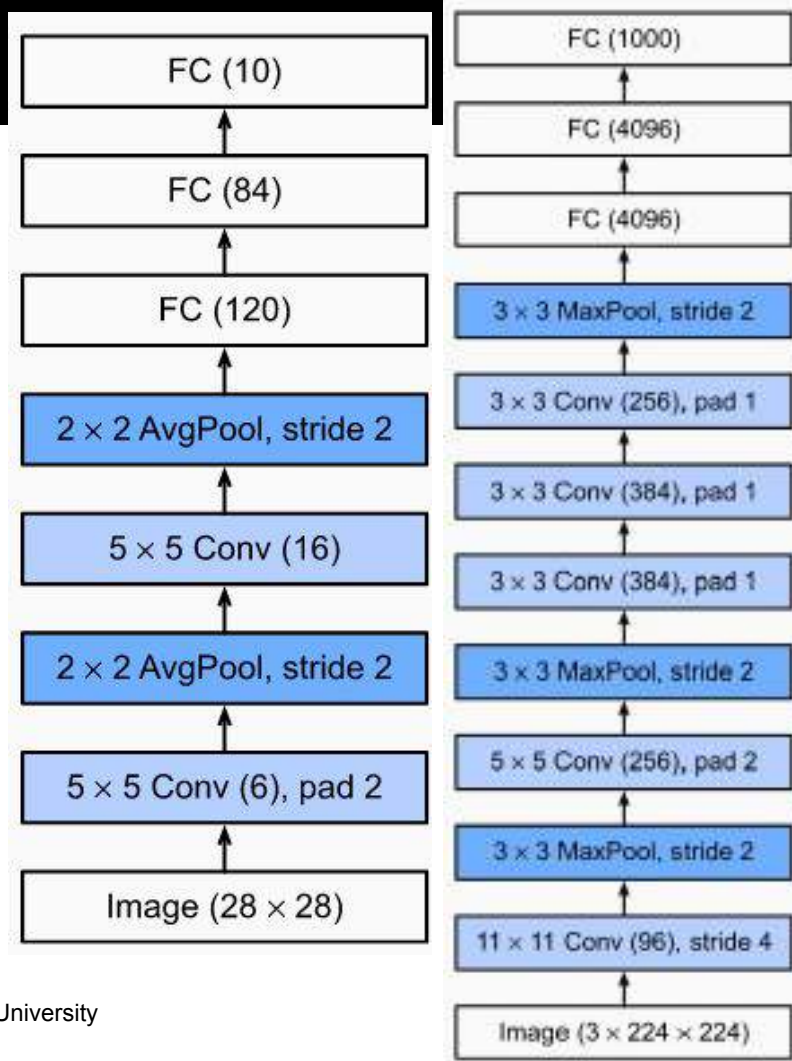 FC (10)
FC (84)
FC (120)
2 × 2 AvgPool, stride 2
5 × 5 Conv (16)
2 × 2 AvgPool, stride 2
5 × 5 Conv (6), pad 2
Image (28 × 28)
University
FC (1000)
FC (4096)
FC (4096)
3 × 3 MaxPool, stride 2
3 × 3 Conv (256), pad 1
3 × 3 Conv (384), pad 1
3 × 3 Conv (384), pad 1
3 × 3 MaxPool, stride 2
5 × 5 Conv (256), pad 2
3 × 3 MaxPool, stride 2
11 × 11 Conv (96), stride 4
Image (3 × 224 × 224)